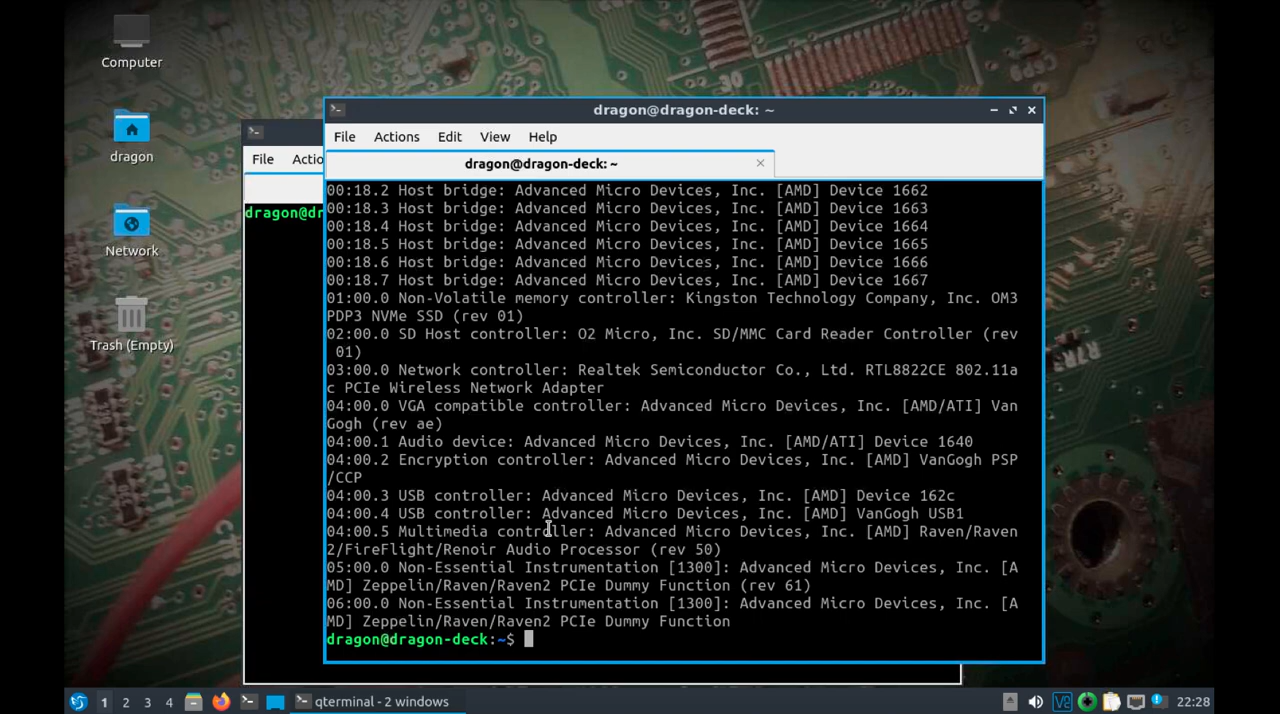 Computer
dragon
Network
Trash (Empty)
File Actio
dragon@dr
dragon@dragon-deck: ~
File Actions Edit View Help
dragon@dragon-deck: ~
00:18.2 Host bridge: Advanced Micro Devices, Inc. [AMD] Device 1662
00:18.3 Host bridge: Advanced Micro Devices, Inc. [AMD] Device 1663
00:18.4 Host bridge: Advanced Micro Devices, Inc. [AMD] Device 1664
00:18.5 Host bridge: Advanced Micro Devices, Inc. [AMD] Device 1665
00:18.6 Host bridge: Advanced Micro Devices, Inc. [AMD] Device 1666
00:18.7 Host bridge: Advanced Micro Devices, Inc. [AMD] Device 1667
01:00.0 Non-Volatile memory controller: Kingston Technology Company, Inc. OM3
PDP3 NVMe SSD (rev 01)
02:00.0 SD Host controller: O2 Micro, Inc. SD/MMC Card Reader Controller (rev
01)
03:00.0 Network controller: Realtek Semiconductor Co., Ltd. RTL8822CE 802.11a
c PCIe Wireless Network Adapter
04:00.0 VGA compatible controller: Advanced Micro Devices, Inc. [AMD/ATI] Van
Gogh (rev ae)
04:00.1 Audio device: Advanced Micro Devices, Inc. [AMD/ATI] Device 1640
04:00.2 Encryption controller: Advanced Micro Devices, Inc. [AMD] VanGogh PSP
/CCP
04:00.3 USB controller: Advanced Micro Devices, Inc. [AMD] Device 162c
04:00.4 USB controller: Advanced Micro Devices, Inc. [AMD] VanGogh USB1
04:00.5 Multimedia controller: Advanced Micro Devices, Inc. [AMD] Raven/Raven
2/FireFlight/Renoir Audio Processor (rev 50)
05:00.0 Non-Essential Instrumentation [1300]: Advanced Micro Devices, Inc. [A
MD] Zeppelin/Raven/Raven2 PCIe Dummy Function (rev 61)
06:00.0 Non-Essential Instrumentation [1300]: Advanced Micro Devices, Inc. [A
MD] Zeppelin/Raven/Raven2 PCIe Dummy Function
dragon@dragon-deck:~$
1 2 3 4 qterminal - 2 windows 22:28